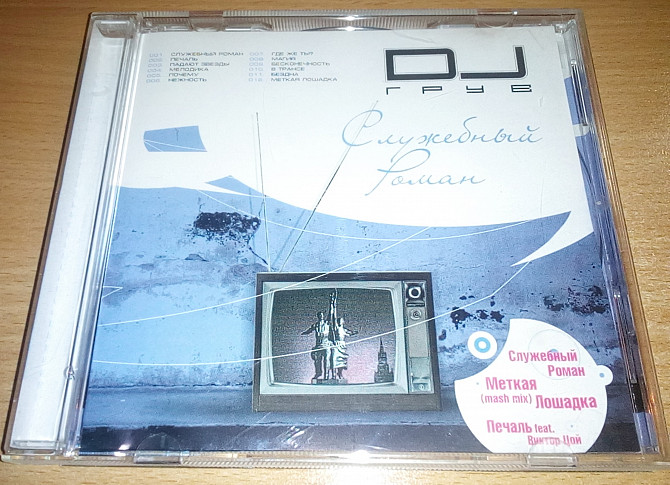 001. СЛУЖЕБНЫЙ РОМАН
002. ПЕЧАЛЬ
003. ПАДАЮТ ЗВЕЗДЫ
004. МЕЛОДИКА
005. ПОЧЕМУ
006. НЕЖНОСТЬ
007. ГДЕ ЖЕ ТЫ?
008. МАГИЯ
009. БЕСКОНЕЧНОСТЬ
010. В ТРАНСЕ
011. БЕЗДНА
012. МЕТКАЯ ЛОШАДКА
DJ
ГРУВ
Служебный
Роман
Служебный
Роман
Меткая
(mash mix) Лошадка
Печаль feat.
Виктор Цой